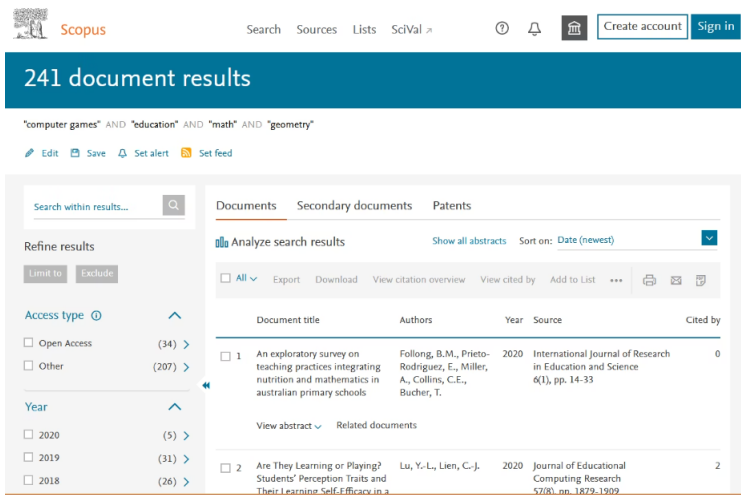 Scopus
Search Sources Lists SciVal
Create account Sign in
241 document results
"computer games" AND "education" AND "math" AND "geometry"
Edit Save Set alert Set feed
Search within results...
Refine results
Limit to Exclude
Access type
Open Access (34)
Other (207)
Year
2020 (5)
2019 (31)
2018 (26)
Documents Secondary documents Patents
Analyze search results Show all abstracts Sort on: Date (newest)
All Export Download View citation overview View cited by Add to List •••
Document title Authors Year Source Cited by
1 An exploratory survey on Follong, B.M., Prieto- 2020 International Journal of Research 0
teaching practices integrating Rodriguez, E., Miller, in Education and Science
nutrition and mathematics in A., Collins, C.E., 6(1), pp. 14-33
australian primary schools Bucher, T.
View abstract Related documents
2 Are They Learning or Playing? Lu, Y.-L., Lien, C.-J. 2020 Journal of Educational 2
Students' Perception Traits and Computing Research
Their Learning Self-Efficacy in a 57(8), pp. 1879-1909